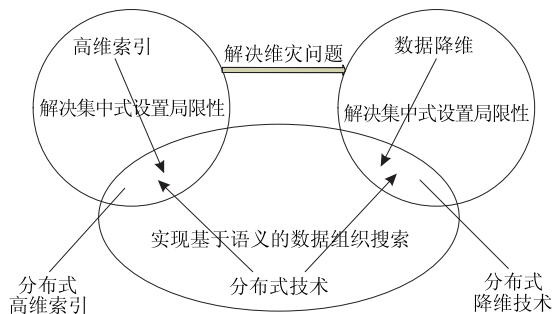 高维索引
解决维灾问题
数据降维
解决集中式设置局限性
解决集中式设置局限性
实现基于语义的数据组织搜索
分布式
高维索引
分布式技术
分布式
降维技术